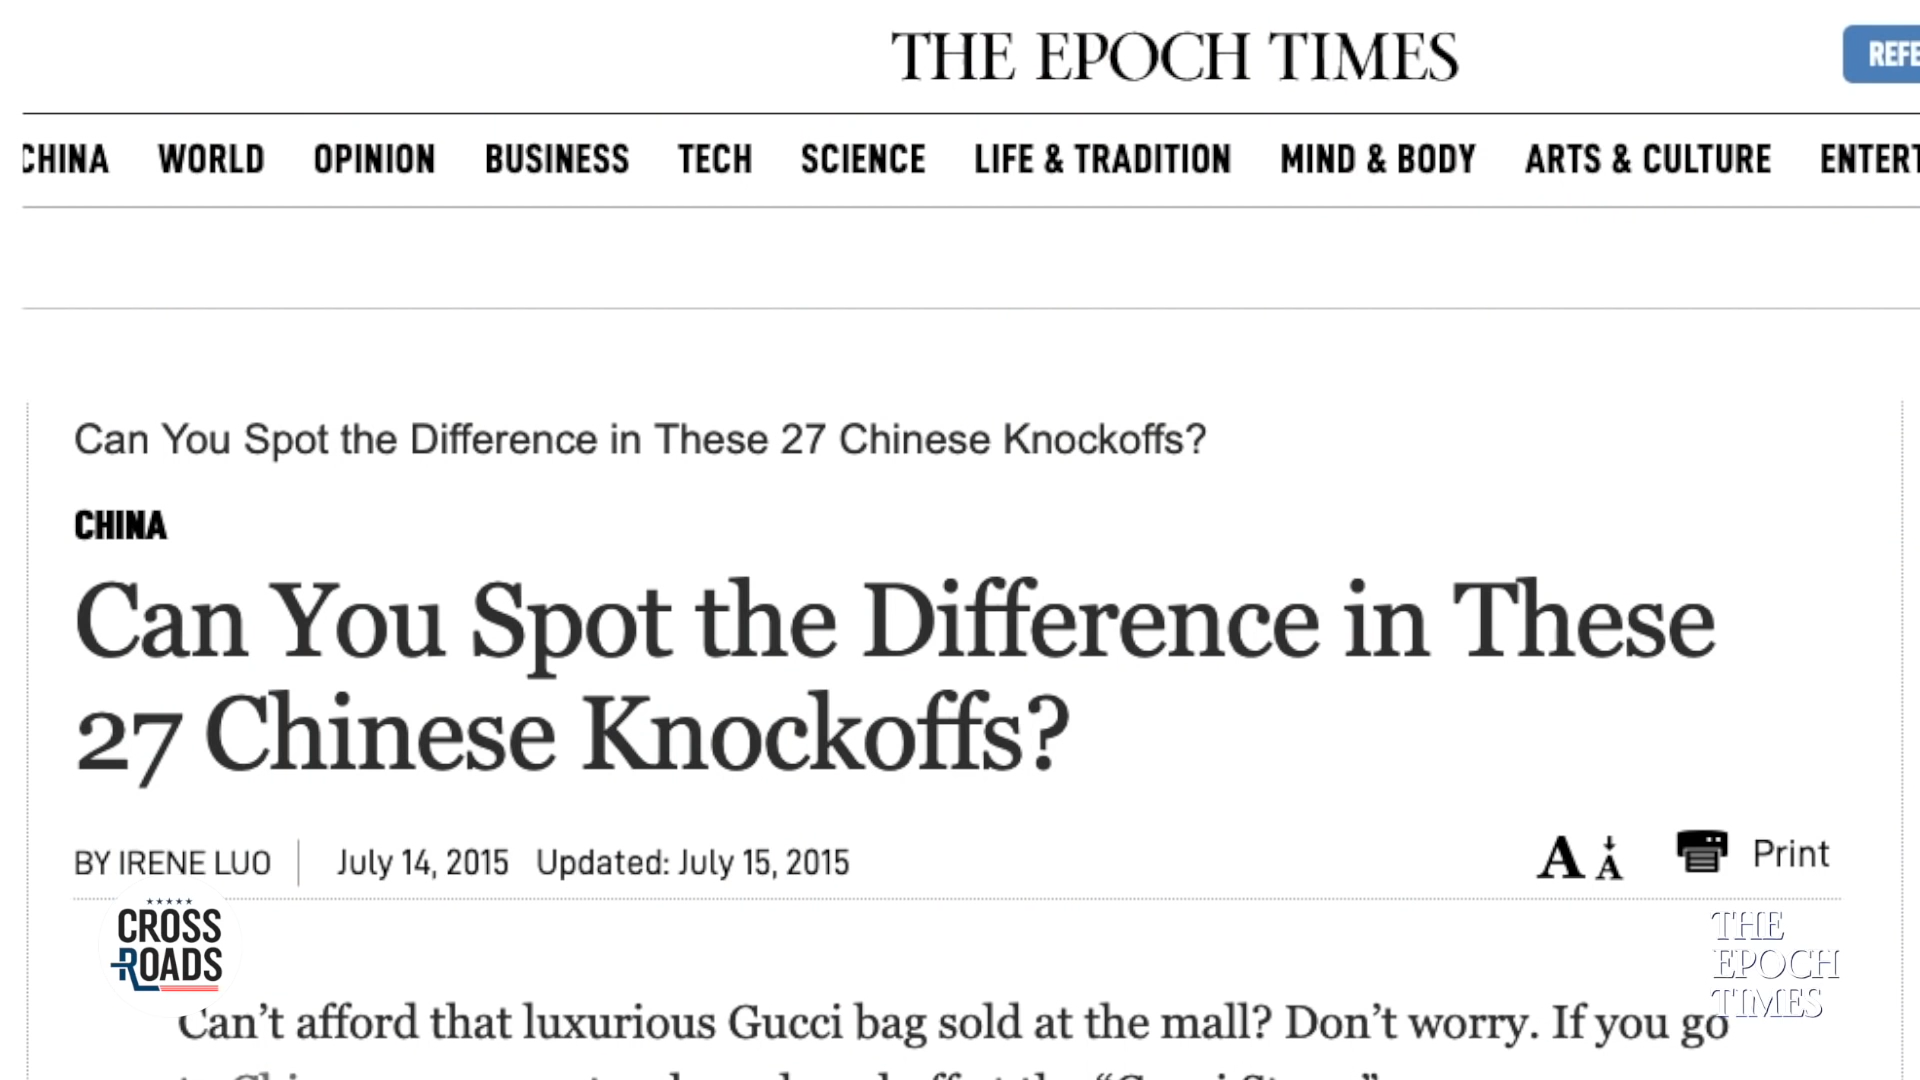 THE EPOCH TIMES
REFE
CHINA WORLD OPINION BUSINESS TECH SCIENCE LIFE & TRADITION MIND & BODY ARTS & CULTURE ENTERT
Can You Spot the Difference in These 27 Chinese Knockoffs?
CHINA
Can You Spot the Difference in These
27 Chinese Knockoffs?
BY IRENE LUO July 14, 2015 Updated: July 15, 2015
A A Print
CROSS
ROADS
THE
EPOCH
TIMES
Can't afford that luxurious Gucci bag sold at the mall? Don't worry. If you go